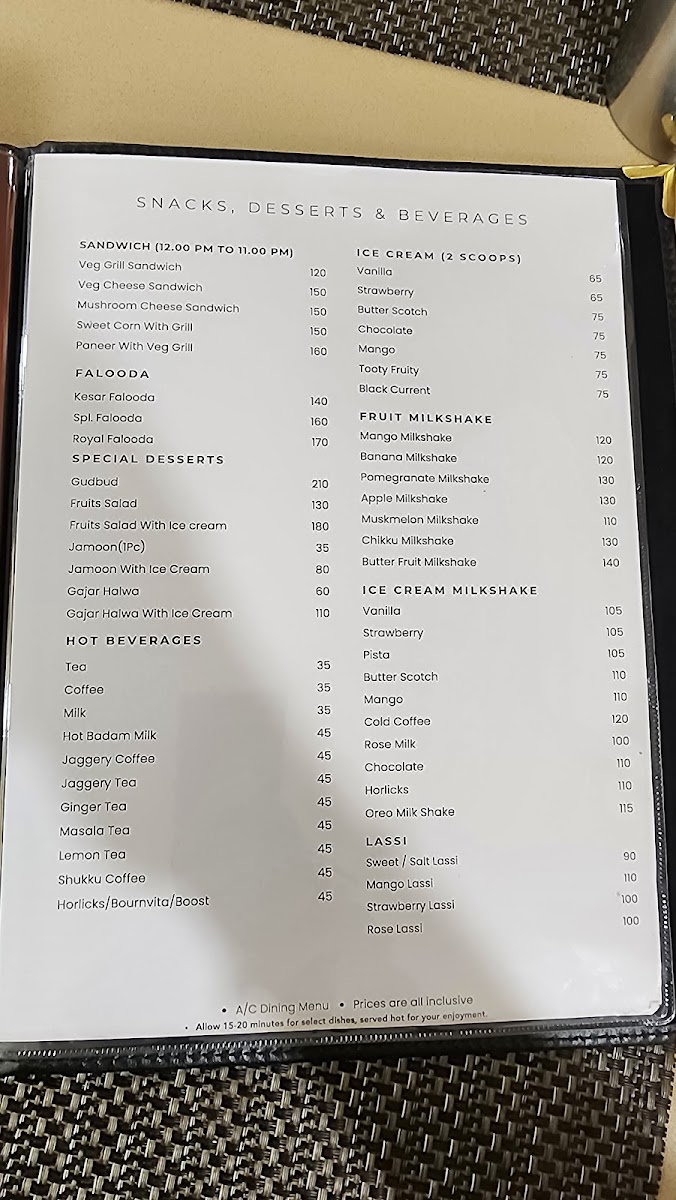 SNACKS, DESSERTS & BEVERAGES
SANDWICH (12.00 PM TO 11.00 PM)
Veg Grill Sandwich 120
Veg Cheese Sandwich 150
Mushroom Cheese Sandwich 150
Sweet Corn With Grill 150
Paneer With Veg Grill 160
FALOODA
Kesar Falooda 140
Spl. Falooda 160
Royal Falooda 170
SPECIAL DESSERTS
Gudbud 210
Fruits Salad 130
Fruits Salad With Ice cream 180
Jamoon(1Pc) 35
Jamoon With Ice Cream 80
Gajar Halwa 60
Gajar Halwa With Ice Cream 110
HOT BEVERAGES
Tea 35
Coffee 35
Milk 35
Hot Badam Milk 45
Jaggery Coffee 45
Jaggery Tea 45
Ginger Tea 45
Masala Tea 45
Lemon Tea 45
Shukku Coffee 45
Horlicks/Bournvita/Boost 45
ICE CREAM (2 SCOOPS)
Vanilla 65
Strawberry 65
Butter Scotch 75
Chocolate 75
Mango 75
Tooty Fruity 75
Black Current 75
FRUIT MILKSHAKE
Mango Milkshake 120
Banana Milkshake 120
Pomegranate Milkshake 130
Apple Milkshake 130
Muskmelon Milkshake 110
Chikku Milkshake 130
Butter Fruit Milkshake 140
ICE CREAM MILKSHAKE
Vanilla 105
Strawberry 105
Pista 105
Butter Scotch 110
Mango 110
Cold Coffee 120
Rose Milk 100
Chocolate 110
Horlicks 110
Oreo Milk Shake 115
LASSI
Sweet / Salt Lassi 90
Mango Lassi 110
Strawberry Lassi 100
Rose Lassi 100
• A/C Dining Menu • Prices are all inclusive
• Allow 15-20 minutes for select dishes, served hot for your enjoyment.